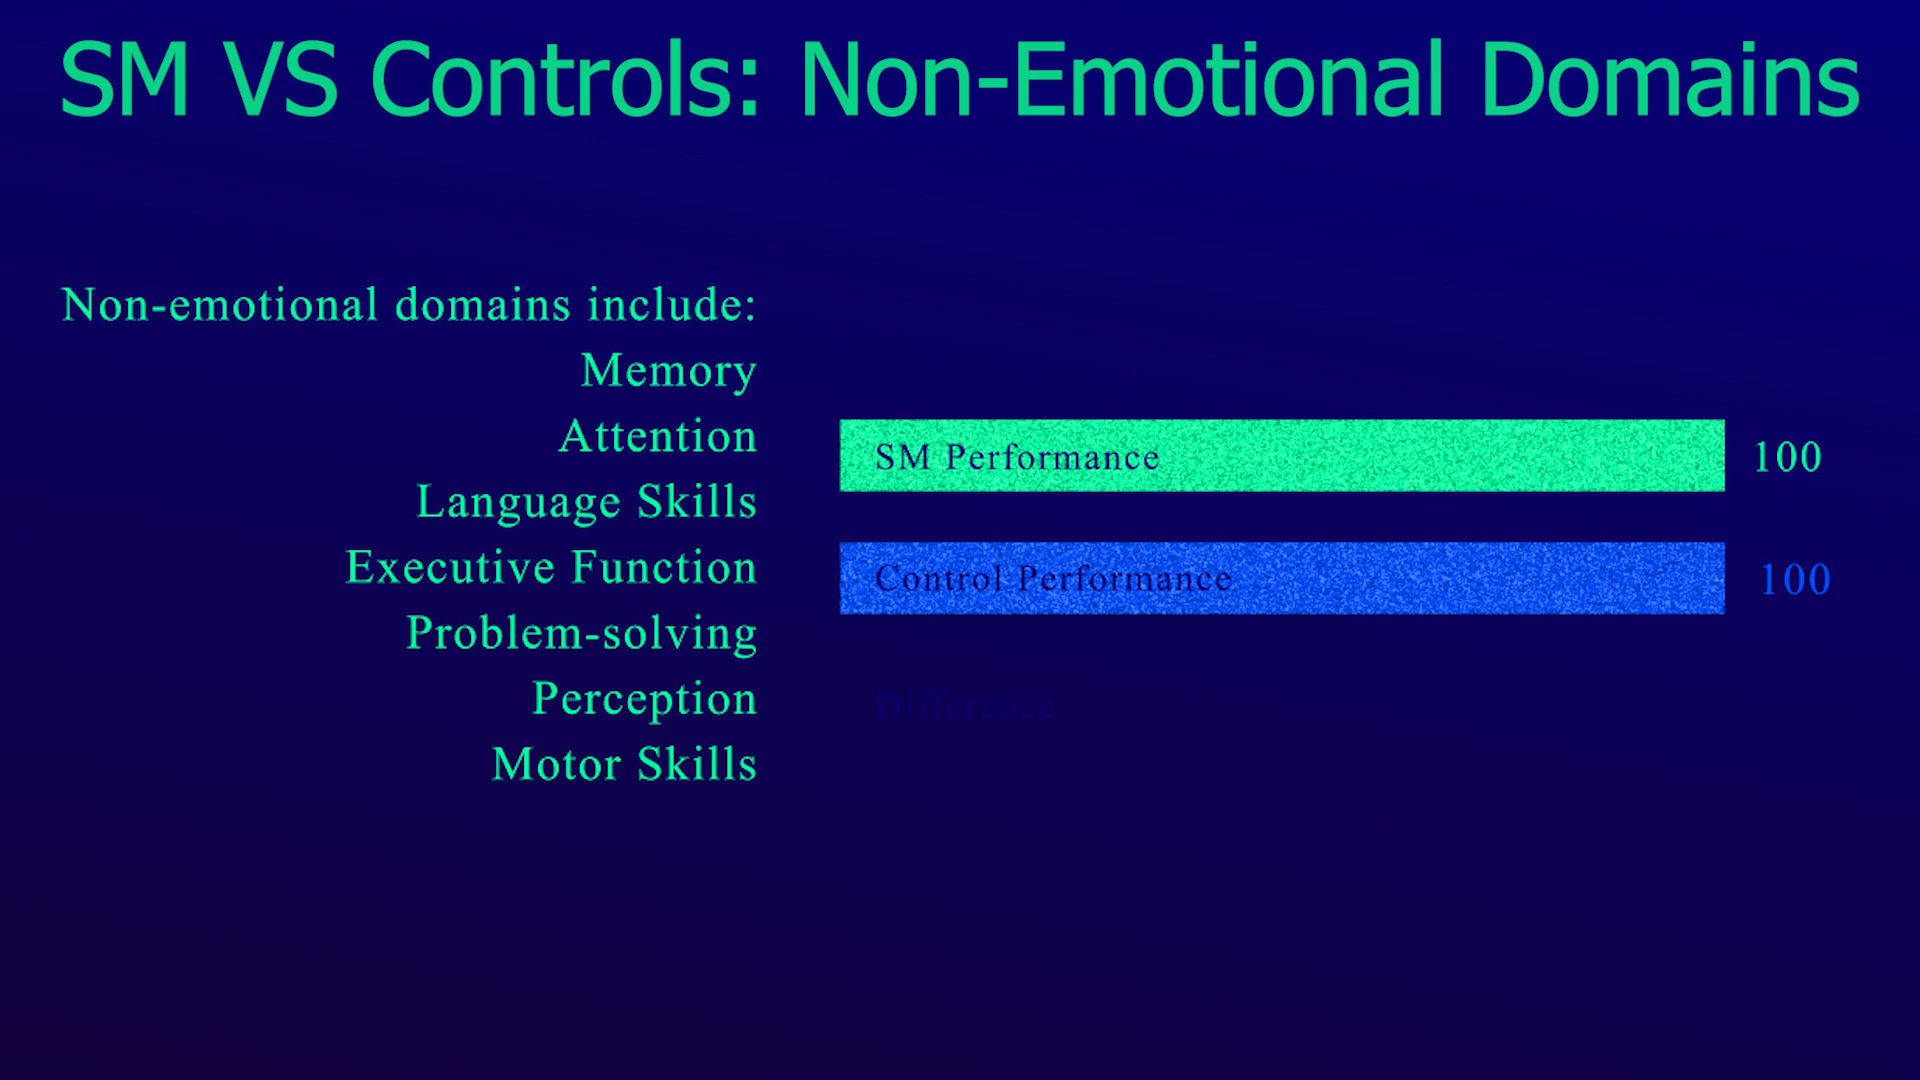 SM VS Controls: Non-Emotional Domains
Non-emotional domains include:
Memory
Attention
Language Skills
Executive Function
Problem-solving
Perception
Motor Skills
SM Performance 100
Control Performance 100
Difference